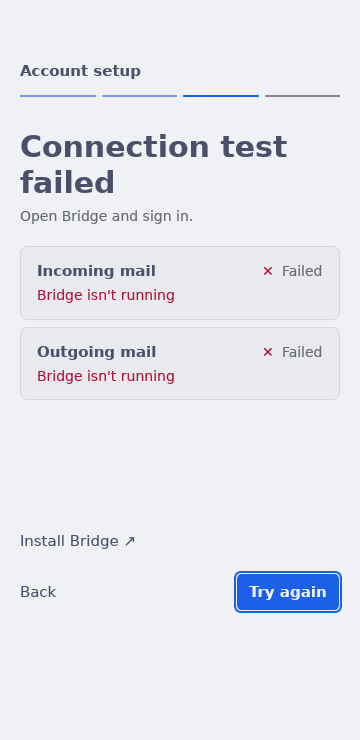 Account setup
Connection test
failed
Open Bridge and sign in.
Incoming mail
✕ Failed
Bridge isn't running
Outgoing mail
✕ Failed
Bridge isn't running
Install Bridge ↗
Back
Try again